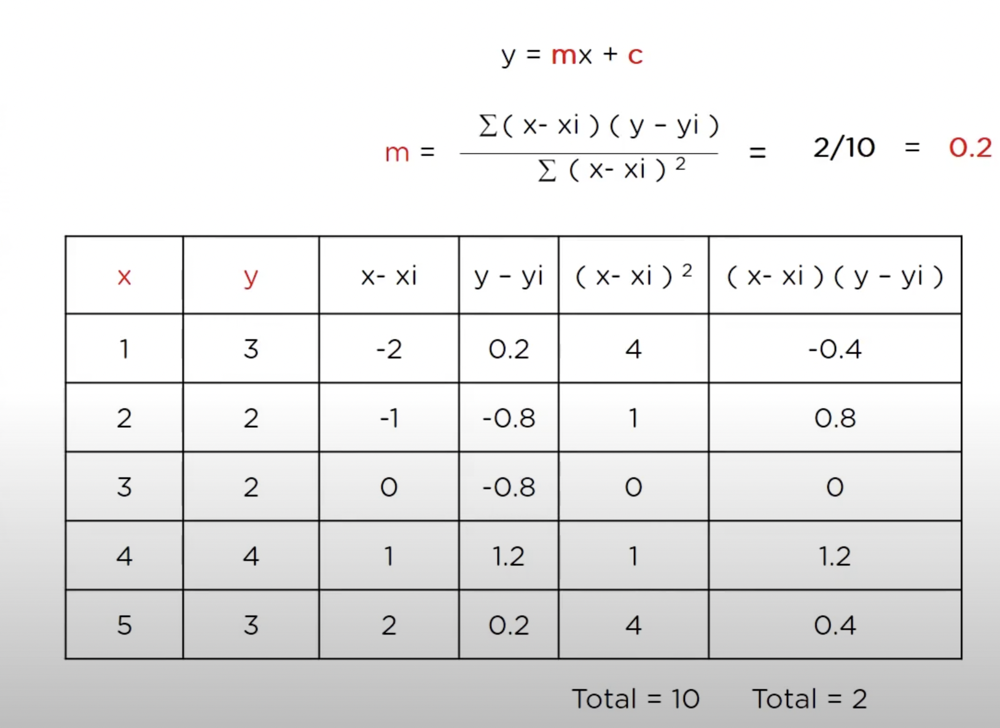 y = mx + c
Σ( x- xi ) ( y – yi )
m = = 2/10 = 0.2
Σ ( x- xi ) ²
x y x- xi y – yi ( x- xi ) ² ( x- xi ) ( y – yi )
1 3 -2 0.2 4 -0.4
2 2 -1 -0.8 1 0.8
3 2 0 -0.8 0 0
4 4 1 1.2 1 1.2
5 3 2 0.2 4 0.4
Total = 10 Total = 2